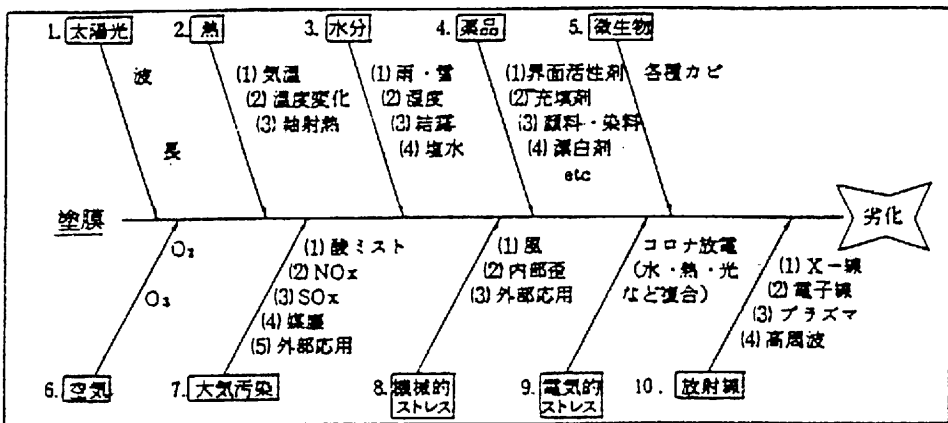 1. 太陽光
2. 熱
3. 水分
4. 薬品
5. 微生物
波
長
(1) 気温
(2) 温度変化
(3) 輻射熱
(1) 雨・雪
(2) 湿度
(3) 結露
(4) 塩水
(1) 界面活性剤
(2) 充填剤
(3) 顔料・染料
(4) 漂白剤
etc
各種カビ
塗膜
劣化
O₂
O₃
(1) 酸ミスト
(2) NOx
(3) SOx
(4) 煤塵
(5) 外部応用
(1) 風
(2) 内部歪
(3) 外部応用
コロナ放電
(水・熱・光
など複合)
(1) X−線
(2) 電子線
(3) プラズマ
(4) 高周波
6. 空気
7. 大気汚染
8. 機械的
ストレス
9. 電気的
ストレス
10. 放射線